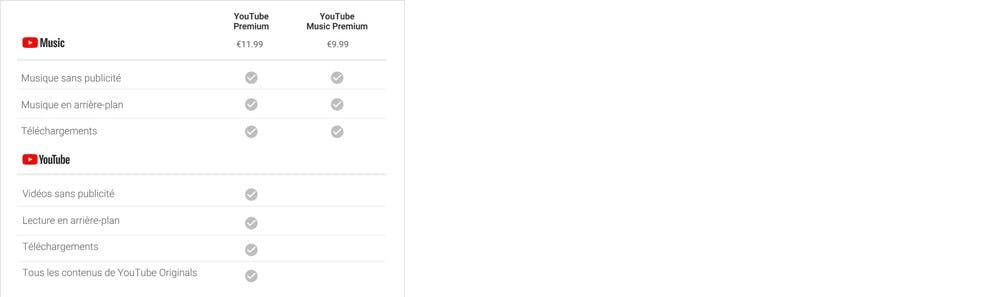 YouTube YouTube
Premium Music Premium
Music €11.99 €9.99
Musique sans publicité
Musique en arrière-plan
Téléchargements
YouTube
Vidéos sans publicité
Lecture en arrière-plan
Téléchargements
Tous les contenus de YouTube Originals